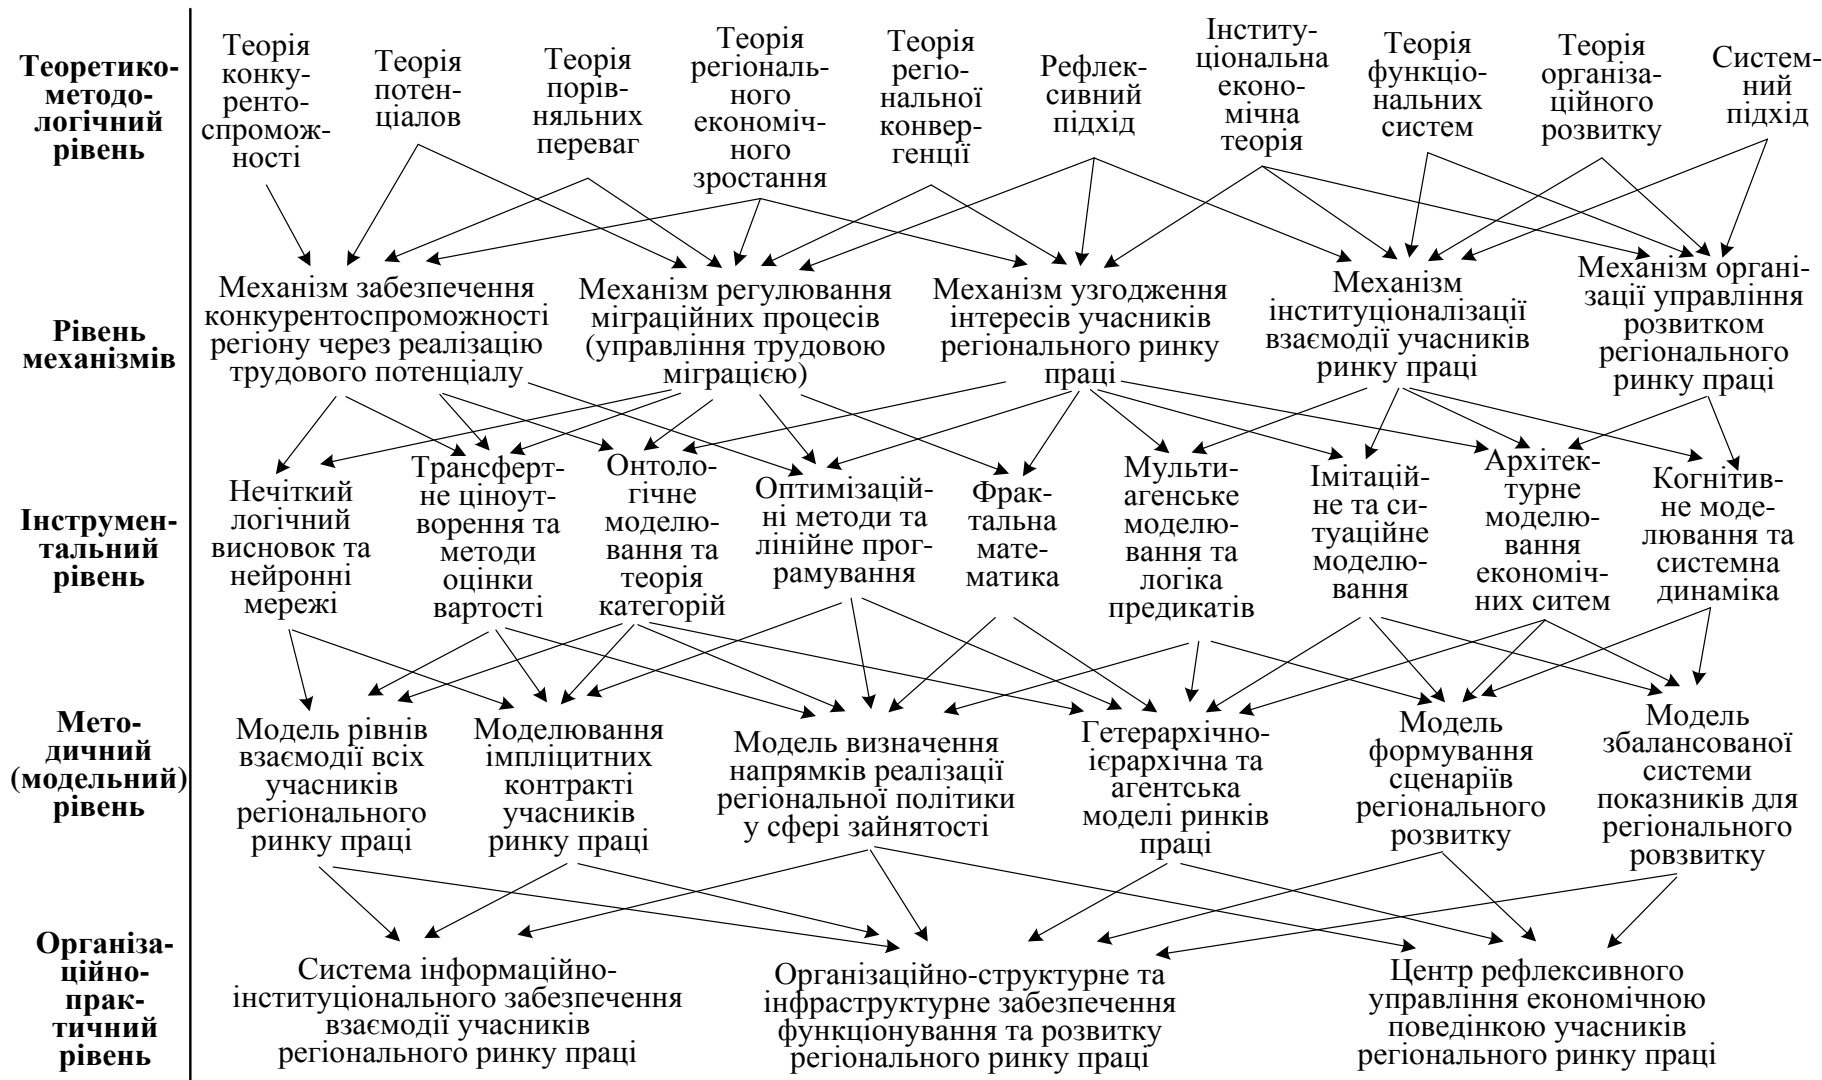 Теоретико-
методо-
логічний
рівень
Теорія
конку-
ренто-
спромож-
ності
Теорія
потен-
ціалов
Теорія
порів-
няльних
переваг
Теорія
регіональ-
ного
економіч-
ного
зростання
Теорія
регіо-
нальної
конвер-
генції
Рефлек-
сивний
підхід
Інститу-
ціональна
еконо-
мічна
теорія
Теорія
функціо-
нальних
систем
Теорія
організа-
ційного
розвитку
Систем-
ний
підхід
Рівень
механізмів
Механізм забезпечення
конкурентоспроможності
регіону через реалізацію
трудового потенціалу
Механізм регулювання
міграційних процесів
(управління трудовою
міграцією)
Механізм узгодження
інтересів учасників
регіонального ринку
праці
Механізм
інституціоналізації
взаємодії учасників
ринку праці
Механізм органі-
зації управління
розвитком
регіонального
ринку праці
Інструмен-
тальний
рівень
Нечіткий
логічний
висновок та
нейронні
мережі
Трансферт-
не ціноут-
ворення та
методи
оцінки
вартості
Онтоло-
гічне
моделю-
вання та
теорія
категорій
Оптимізацій-
ні методи та
лінійне прог-
рамування
Фрак-
тальна
мате-
матика
Мульти-
агенське
моделю-
вання та
логіка
предикатів
Імітацій-
не та си-
туаційне
моделю-
вання
Архітек-
турне
моделю-
вання
економіч-
них ситем
Когнітив-
не моде-
лювання та
системна
динаміка
Мето-
дичний
(модельний)
рівень
Модель рівнів
взаємодії всіх
учасників
регіонального
ринку праці
Моделювання
імпліцитних
контракті
учасників
ринку праці
Модель визначення
напрямків реалізації
регіональної політики
у сфері зайнятості
Гетерархічно-
ієрархічна та
агентська
моделі ринків
праці
Модель
формування
сценаріїв
регіонального
розвитку
Модель
збалансованої
системи
показників для
регіонального
ровзвитку
Організа-
ційно-
прак-
тичний
рівень
Система інформаційно-
інституціонального забезпечення
взаємодії учасників
регіонального ринку праці
Організаційно-структурне та
інфраструктурне забезпечення
функціонування та розвитку
регіонального ринку праці
Центр рефлексивного
управління економічною
поведінкою учасників
регіонального ринку праці